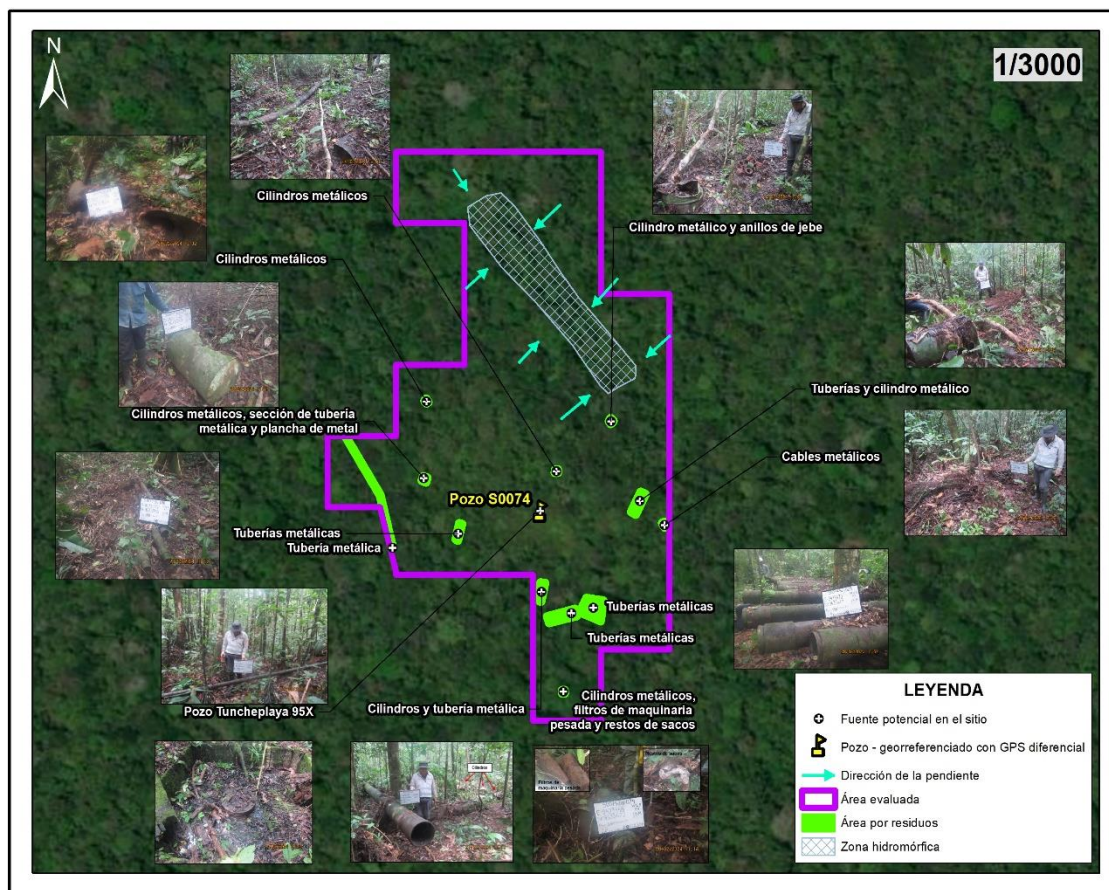 N
1/3000
Cilindros metálicos
Cilindro metálico y anillos de jebe
Cilindros metálicos
Tuberías y cilindro metálico
Cilindros metálicos, sección de tubería
metálica y plancha de metal
Cables metálicos
Pozo S0074
Tuberías metálicas
Tubería metálica
Tuberías metálicas
Tuberías metálicas
Pozo Tuncheplaya 95X
Cilindros y tubería metálica
Cilindros metálicos,
filtros de maquinaria
pesada y restos de sacos
LEYENDA
Fuente potencial en el sitio
Pozo - georreferenciado con GPS diferencial
Dirección de la pendiente
Área evaluada
Área por residuos
Zona hidromórfica